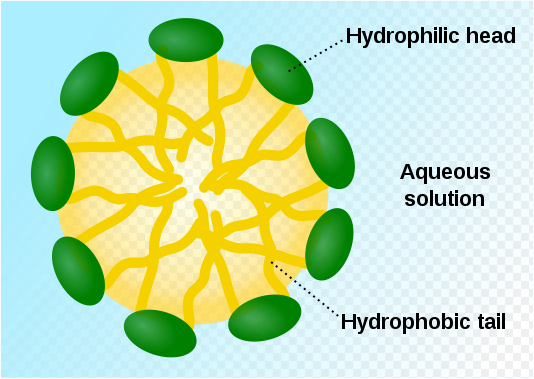 Hydrophilic head
Aqueous
solution
Hydrophobic tail